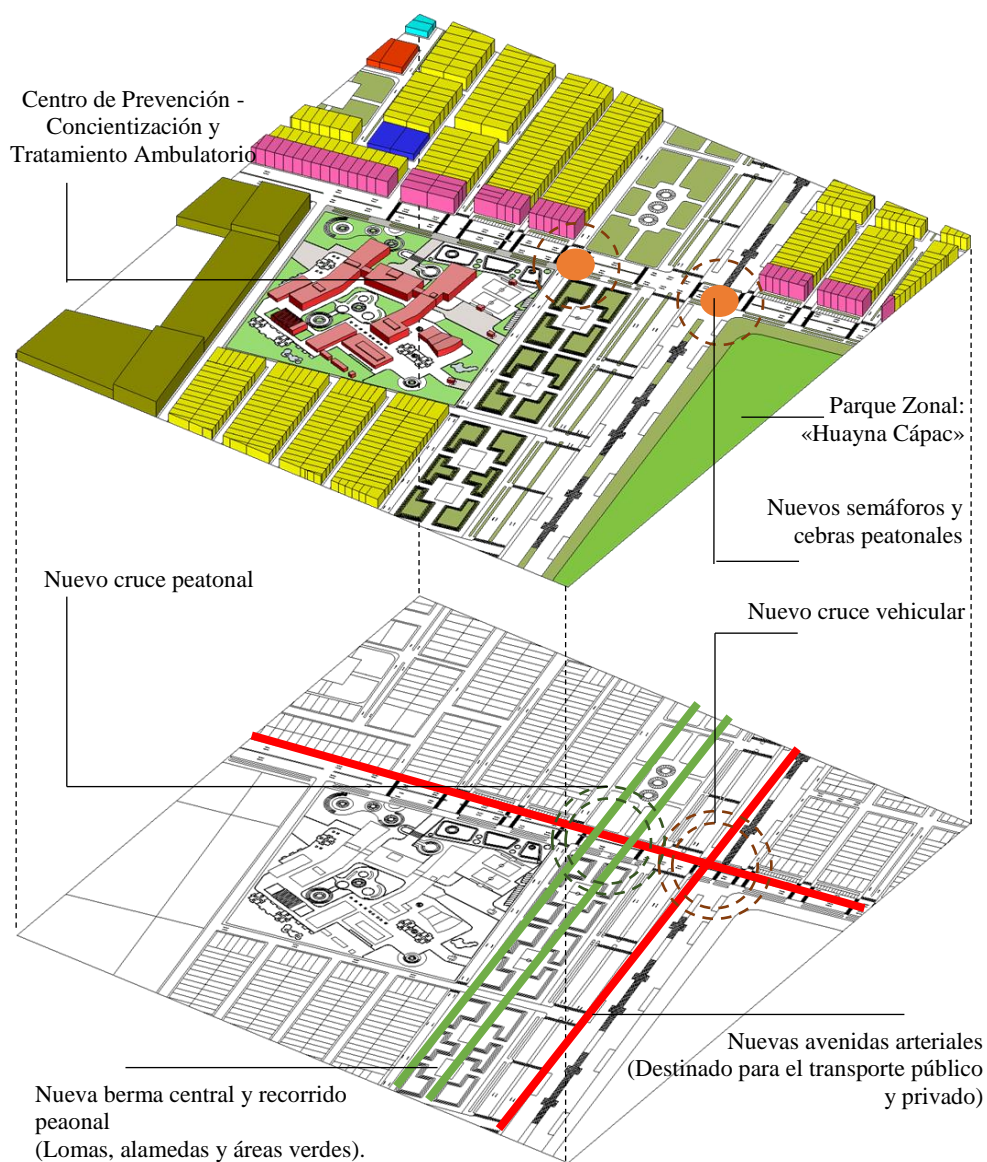 Centro de Prevención -
Concientización y
Tratamiento Ambulatorio
Parque Zonal:
«Huayna Cápac»
Nuevos semáforos y
cebras peatonales
Nuevo cruce peatonal
Nuevo cruce vehicular
Nuevas avenidas arteriales
(Destinado para el transporte público
y privado)
Nueva berma central y recorrido
peaonal
(Lomas, alamedas y áreas verdes).